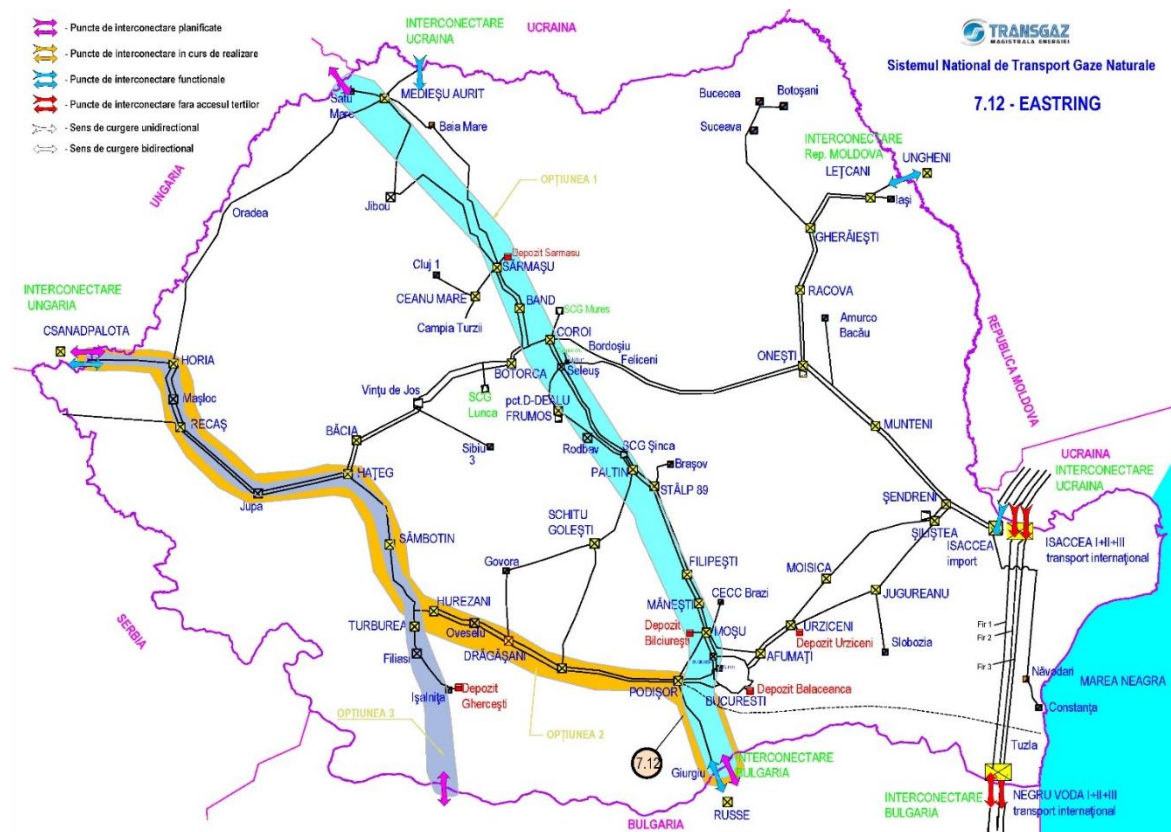 - Puncte de interconectare planificate
- Puncte de interconectare in curs de realizare
- Puncte de interconectare functionale
- Puncte de interconectare fara accesul tertilor
- Sens de curgere unidirectional
- Sens de curgere bidirectional
TRANSGAZ
MAGISTRALA ENERGIEI
Sistemul National de Transport Gaze Naturale
7.12 - EASTRING
INTERCONECTARE
UCRAINA
UCRAINA
Satu
Mare
MEDIEŞU AURIT
Baia Mare
Bucecea
Botoşani
Suceava
INTERCONECTARE
Rep. MOLDOVA
UNGHENI
LEŢCANI
Iaşi
UNGARIA
OPŢIUNEA 1
Jibou
Oradea
GHERĂIEŞTI
Depozit Sarmasu
Cluj 1
SĂRMAŞU
INTERCONECTARE
UNGARIA
CEANU MARE
BAND
SCG Mures
RACOVA
Campia Turzii
Amurco
Bacău
CSANADPALOTA
COROI
Bordoşiu
Feliceni
REPUBLICA MOLDOVA
HORIA
BOTORCA
Seleuş
ONEŞTI
Maşloc
Vinţu de Jos
SCG
Lunca
pct.D-DEALU
FRUMOS
RECAŞ
BĂCIA
Sibiu
3
Rodbav
SCG Şinca
MUNTENI
HAŢEG
PALTIN
Braşov
UCRAINA
INTERCONECTARE
UCRAINA
Jupa
STÂLP 89
ŞENDRENI
SÂMBOTIN
SCHITU
GOLEŞTI
SILIŞTEA
ISACCEA
import
ISACCEA I+II+III
transport internaţional
Govora
FILIPEŞTI
MOISICA
JUGUREANU
SERBIA
HUREZANI
MĂNEŞTI
CECC Brazi
TURBUREA
Oveselu
Depozit
Bilciureşti
MOŞU
URZICENI
Depozit Urziceni
Slobozia
Fir 1
Fir 2
Fir 3
Filiasi
DRĂGĂŞANI
AFUMAŢI
Năvodari
MAREA NEAGRA
Işalniţa
Depozit
Gherceşti
PODIŞOR
BUCURESTI
Depozit Balaceanca
Constanţa
OPŢIUNEA 3
OPŢIUNEA 2
7.12
Tuzla
Giurgiu
INTERCONECTARE
BULGARIA
NEGRU VODA I+II+III
transport internaţional
INTERCONECTARE
BULGARIA
RUSSE
BULGARIA